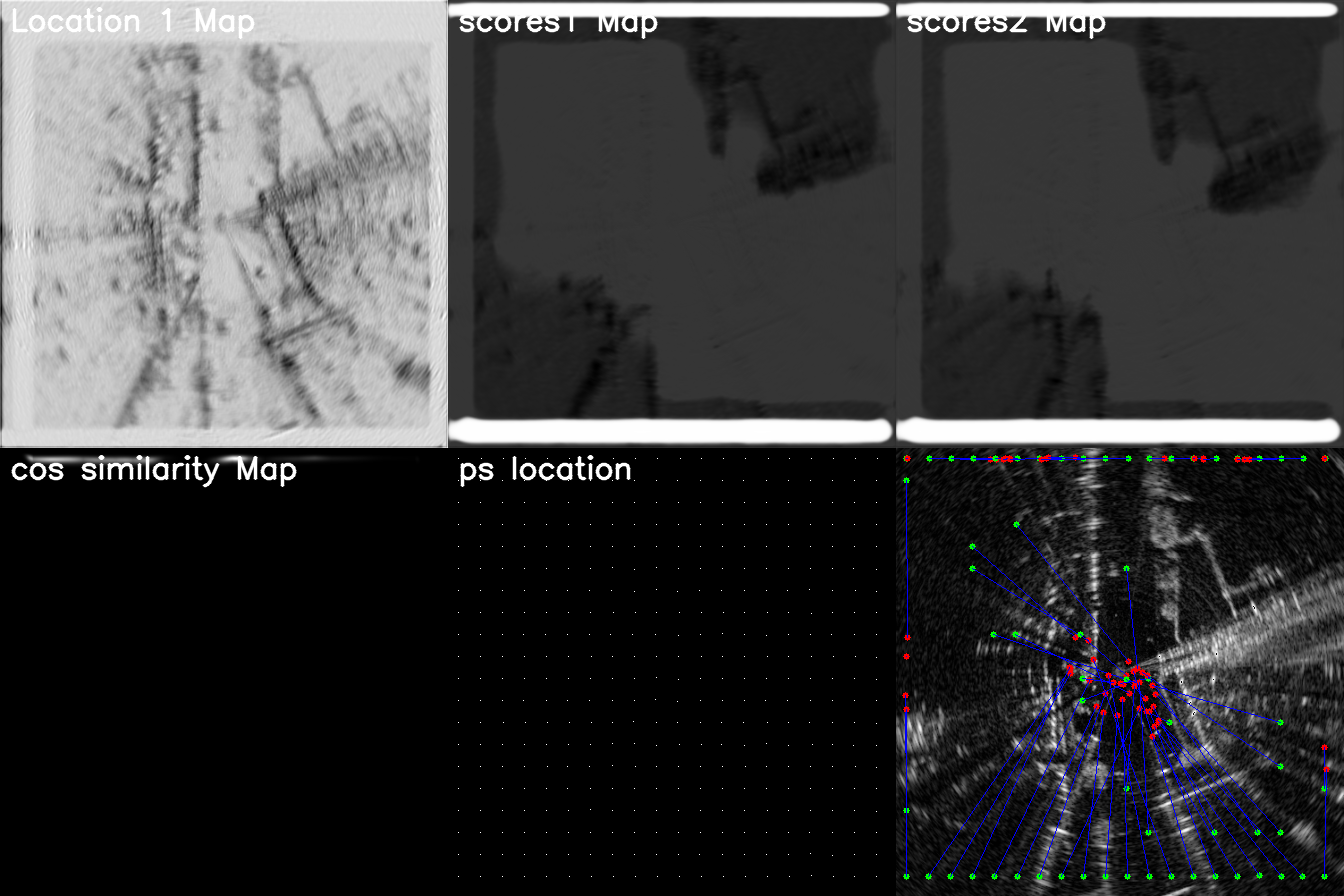 Location 1 Map
scores1 Map
scores2 Map
cos similarity Map
ps location